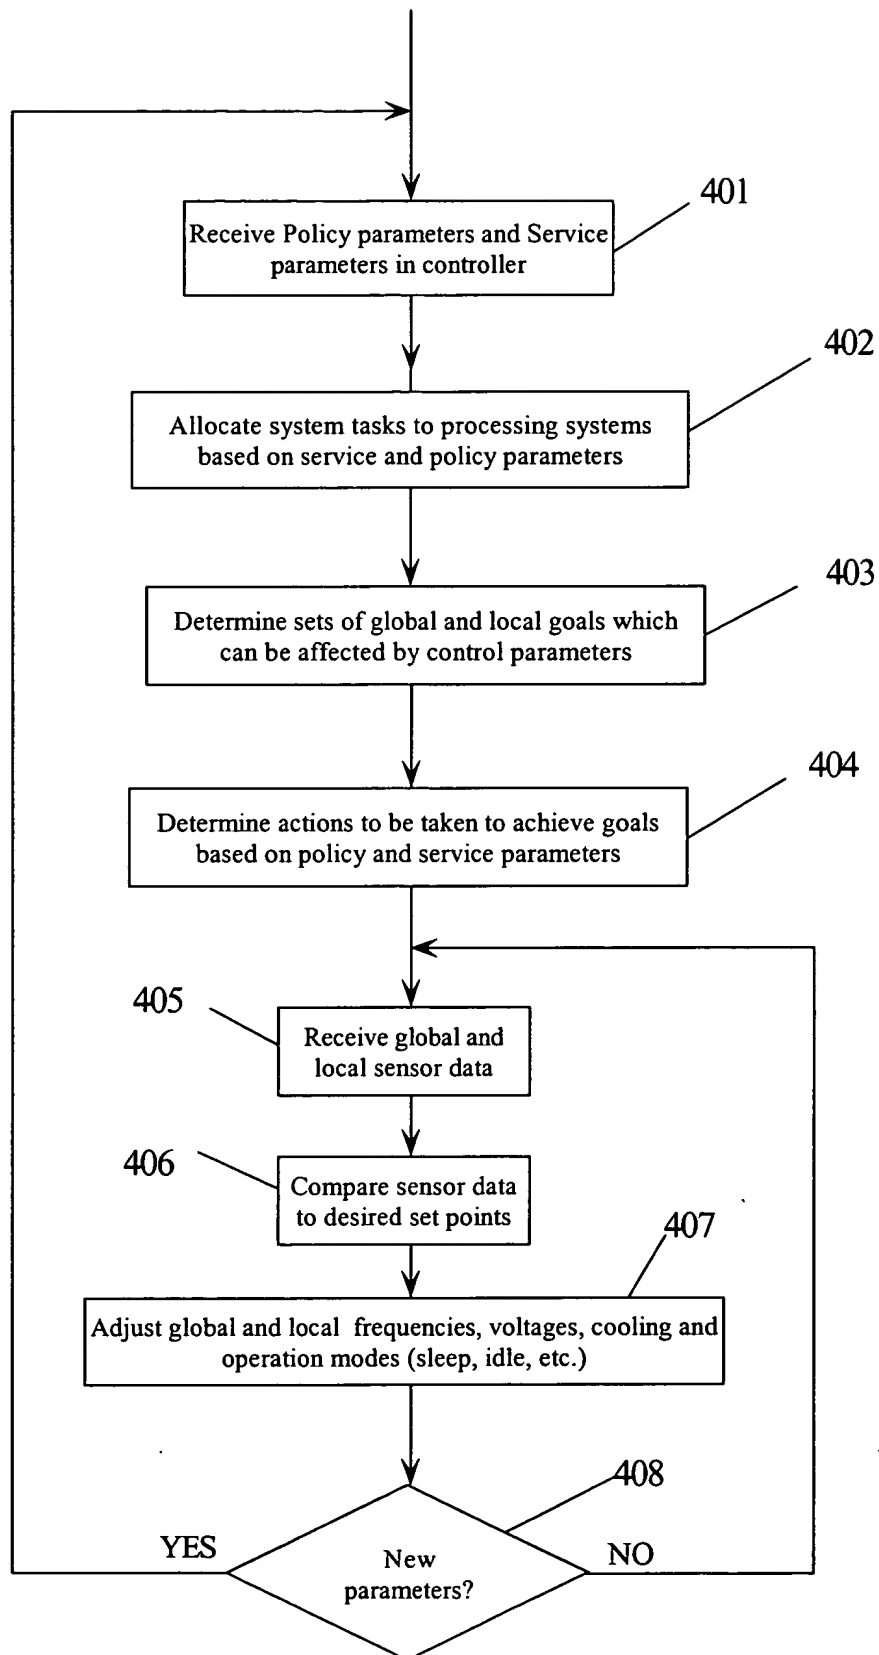 401
Receive Policy parameters and Service
parameters in controller
402
Allocate system tasks to processing systems
based on service and policy parameters
403
Determine sets of global and local goals which
can be affected by control parameters
404
Determine actions to be taken to achieve goals
based on policy and service parameters
405
Receive global and
local sensor data
406
Compare sensor data
to desired set points
407
Adjust global and local frequencies, voltages, cooling and
operation modes (sleep, idle, etc.)
408
YES
NO
New
parameters?